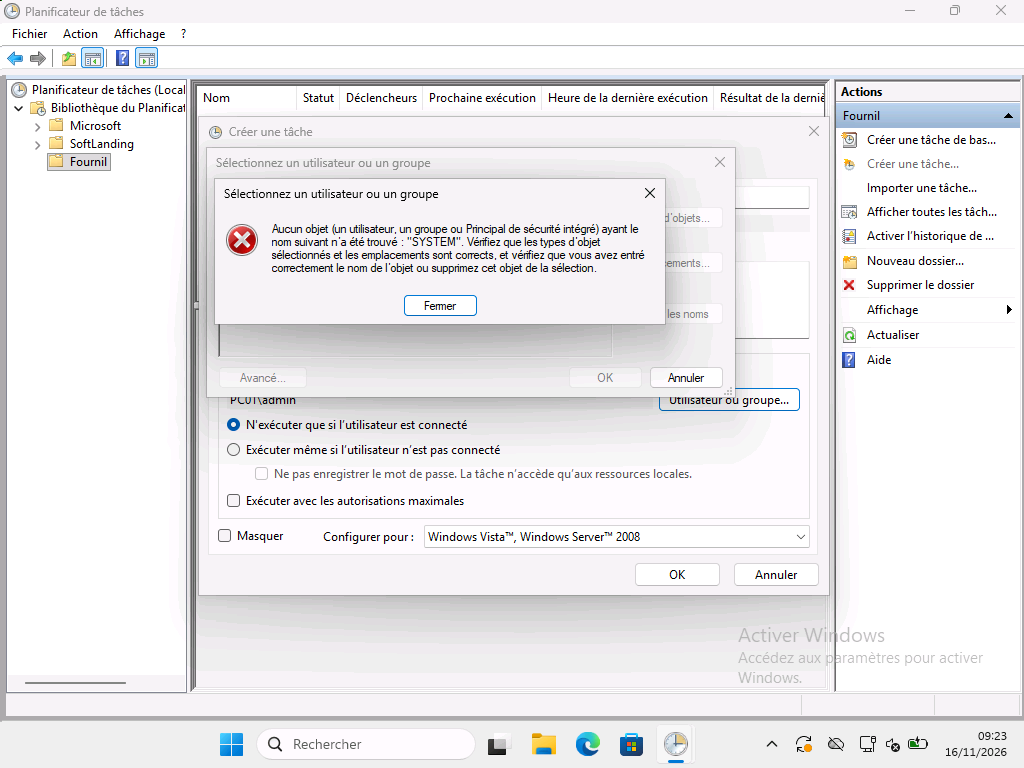 Planificateur de tâches
Fichier Action Affichage ?
Planificateur de tâches (Local
Bibliothèque du Planificat
Microsoft
SoftLanding
Fournil
Nom Statut Déclencheurs Prochaine exécution Heure de la dernière exécution Résultat de la derniè
Créer une tâche
Sélectionnez un utilisateur ou un groupe
d'objets...
Sélectionnez un utilisateur ou un groupe
Aucun objet (un utilisateur, un groupe ou Principal de sécurité intégré) ayant le
nom suivant n'a été trouvé : "SYSTEM". Vérifiez que les types d'objet
sélectionnés et les emplacements sont corrects, et vérifiez que vous avez entré
correctement le nom de l'objet ou supprimez cet objet de la sélection.
ements...
Fermer
les noms
Avancé... OK Annuler
PC01\admin
Utilisateur ou groupe...
N'exécuter que si l'utilisateur est connecté
Exécuter même si l'utilisateur n'est pas connecté
Ne pas enregistrer le mot de passe. La tâche n'accède qu'aux ressources locales.
Exécuter avec les autorisations maximales
Masquer Configurer pour : Windows Vista™, Windows Server™ 2008
OK Annuler
Actions
Fournil
Créer une tâche de bas...
Créer une tâche...
Importer une tâche...
Afficher toutes les tâch...
Activer l'historique de ...
Nouveau dossier...
Supprimer le dossier
Affichage
Actualiser
Aide
Activer Windows
Accédez aux paramètres pour activer
Windows.
Rechercher
09:23
16/11/2026